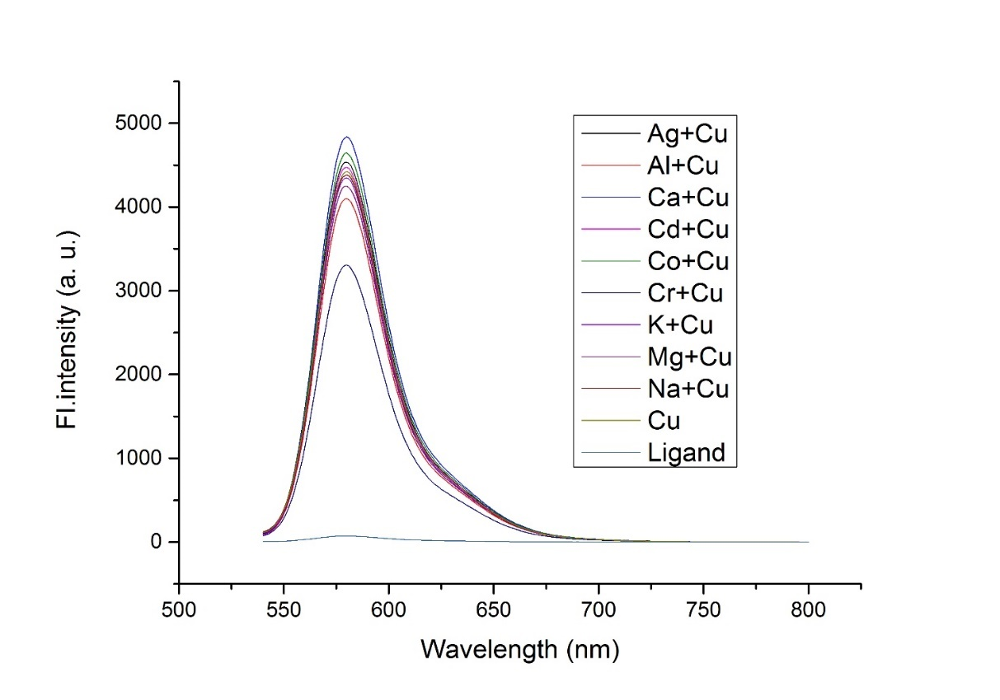 5000
4000
3000
2000
1000
0
500 550 600 650 700 750 800
Fl.intensity (a. u.)
Wavelength (nm)
Ag+Cu
Al+Cu
Ca+Cu
Cd+Cu
Co+Cu
Cr+Cu
K+Cu
Mg+Cu
Na+Cu
Cu
Ligand